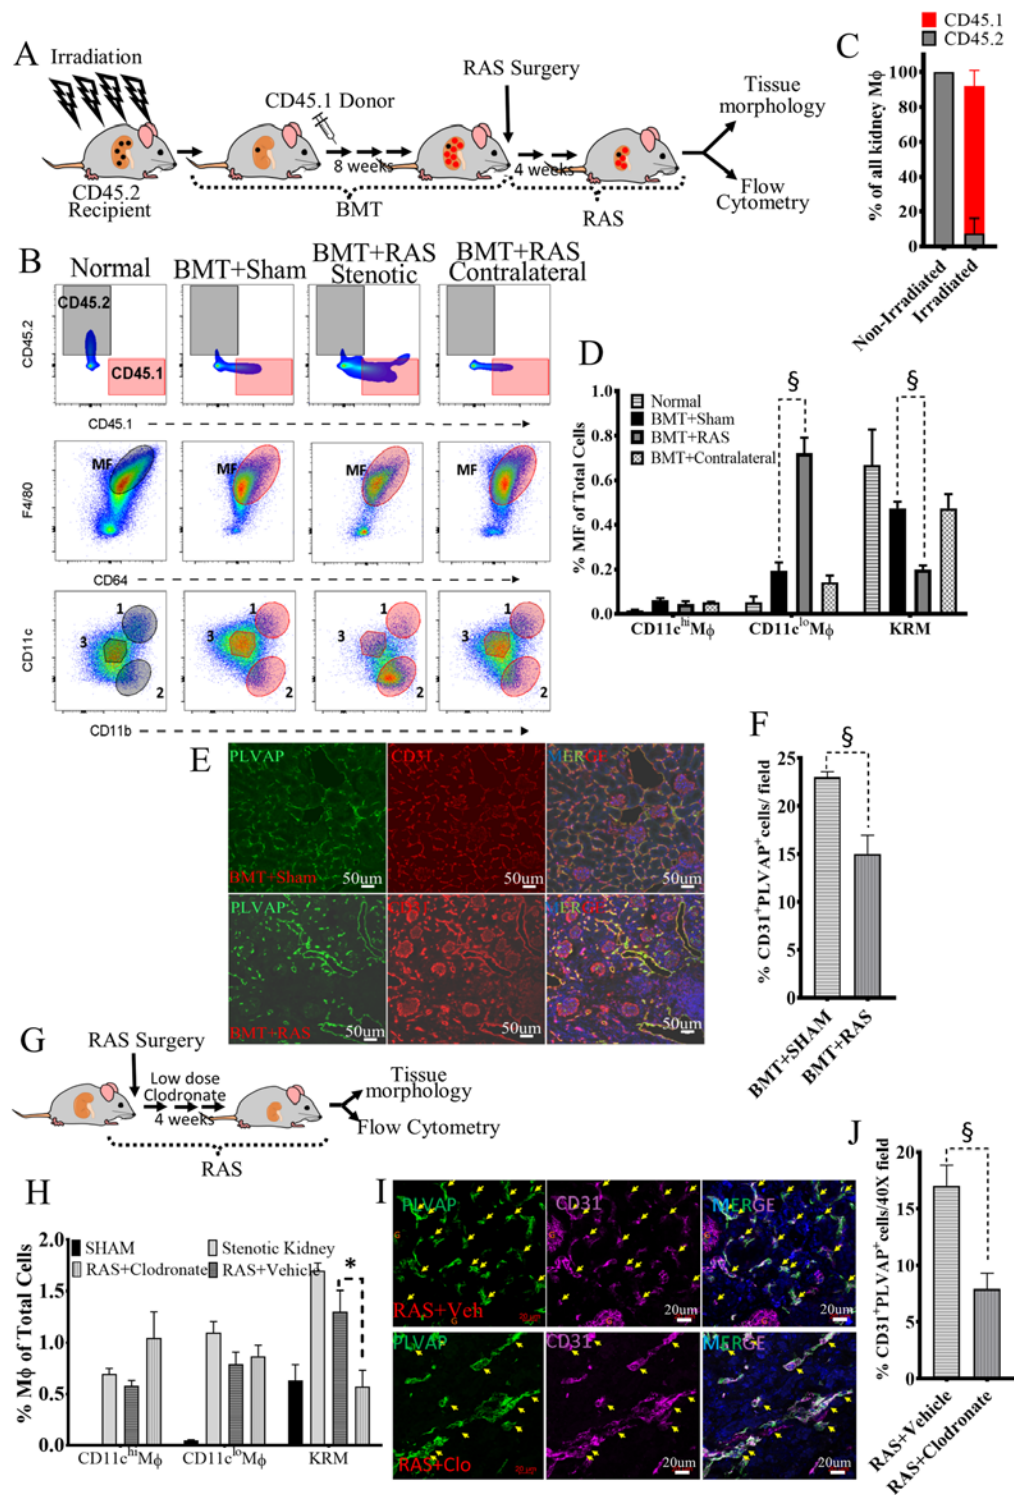 A
Irradiation
CD45.2
Recipient
CD45.1 Donor
8 weeks
BMT
RAS Surgery
4 weeks
RAS
Tissue
morphology
Flow
Cytometry
C
CD45.1
CD45.2
% of all kidney Mϕ
100
80
60
40
20
0
Non-Irradiated
Irradiated
B
Normal
BMT+Sham
BMT+RAS
Stenotic
BMT+RAS
Contralateral
CD45.2
CD45.2
CD45.1
CD45.1
F4/80
MF
MF
MF
MF
CD64
CD11c
1
3
2
1
3
2
1
3
2
1
3
2
CD11b
D
% MF of Total Cells
1.0
0.8
0.6
0.4
0.2
0.0
Normal
BMT+Sham
BMT+RAS
BMT+Contralateral
§
§
CD11c^hi Mϕ
CD11c^lo Mϕ
KRM
E
PLVAP
CD31
MERGE
BMT+Sham
50um
50um
50um
PLVAP
MERGE
BMT+RAS
50um
50um
50um
F
% CD31+PLVAP+cells/ field
25
20
15
10
5
0
§
BMT+SHAM
BMT+RAS
G
RAS Surgery
Low dose
Clodronate
4 weeks
RAS
Tissue
morphology
Flow Cytometry
H
% Mϕ of Total Cells
2.0
1.5
1.0
0.5
0.0
SHAM
Stenotic Kidney
RAS+Clodronate
RAS+Vehicle
*
CD11c^hi Mϕ
CD11c^lo Mϕ
KRM
I
PLVAP
CD31
MERGE
G
G
G
RAS+Veh
20um
20um
20um
PLVAP
CD31
MERGE
RAS+Clo
20um
20um
J
% CD31+PLVAP+cells/40X field
20
15
10
5
0
§
RAS+Vehicle
RAS+Clodronate